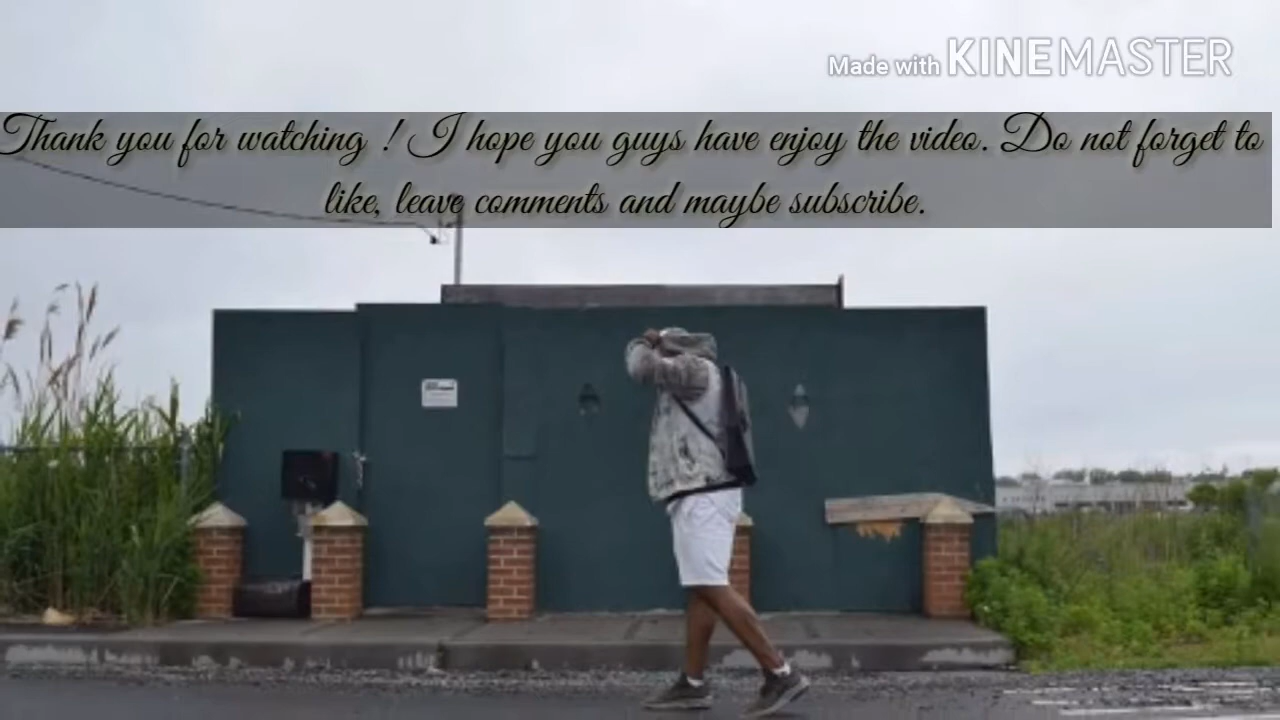 Made with KINEMASTER
Thank you for watching ! I hope you guys have enjoy the video. Do not forget to
like, leave comments and maybe subscribe.